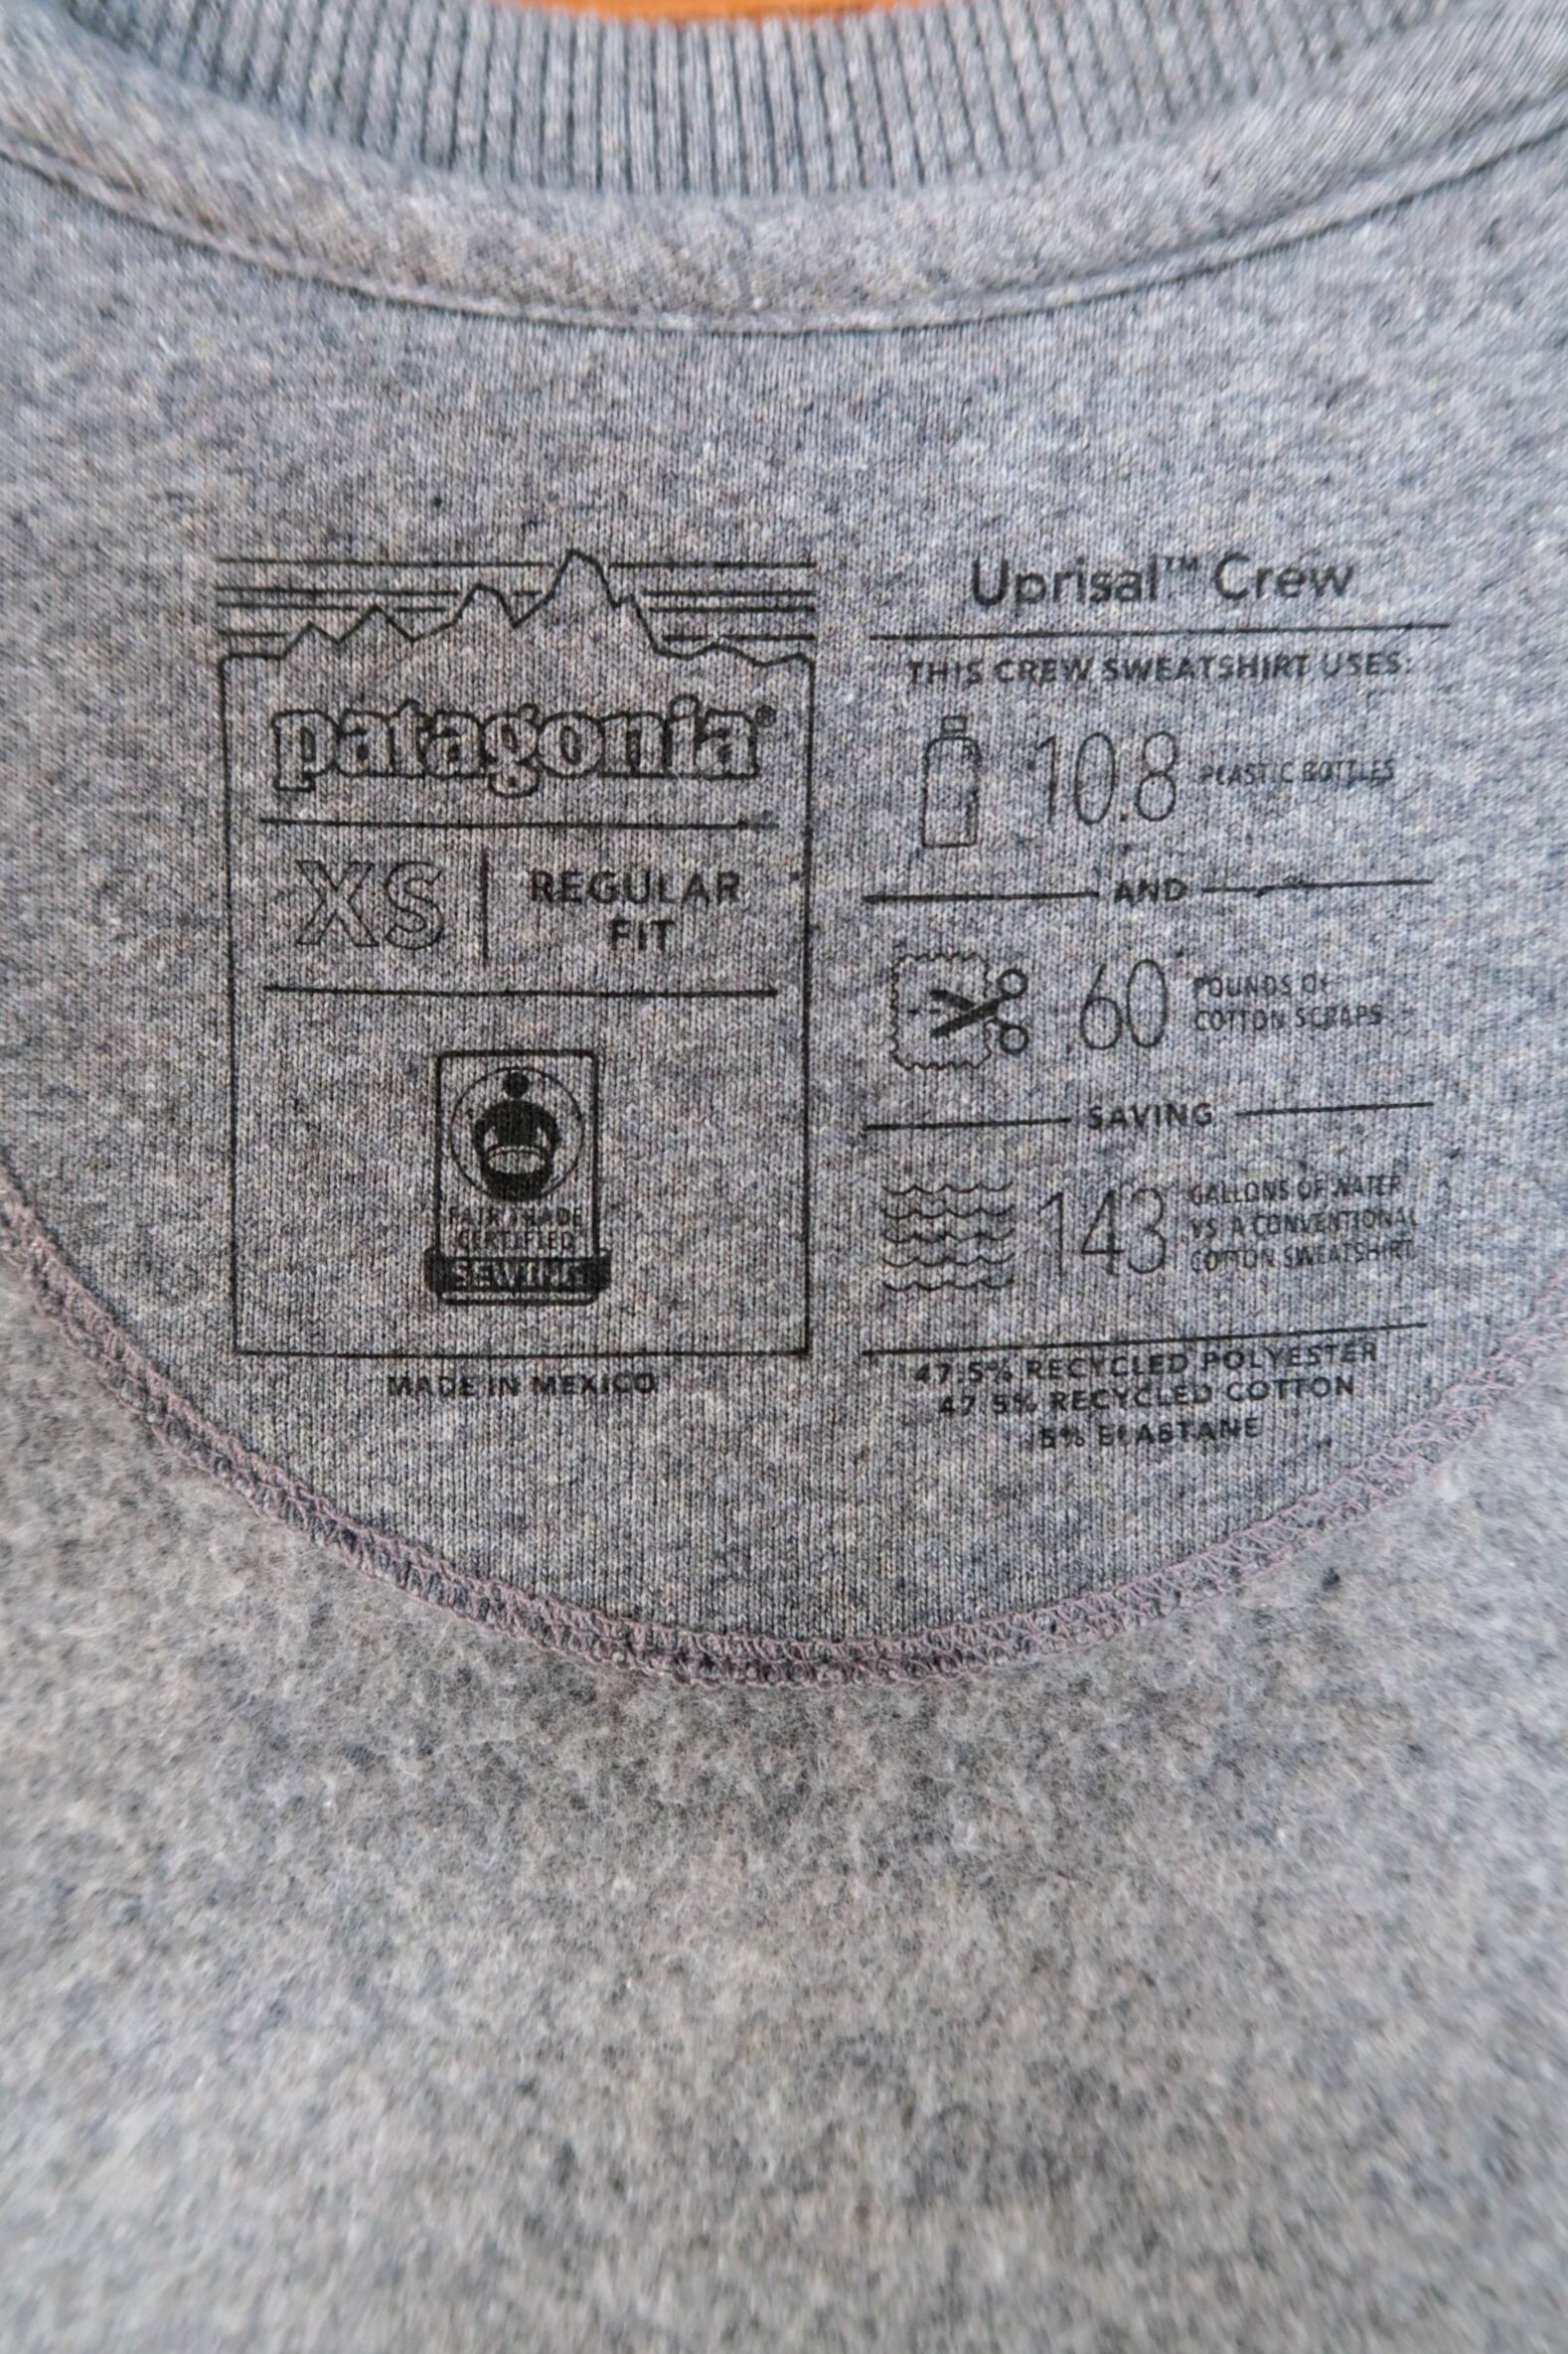 patagonia®
XS
REGULAR
FIT
FAIR TRADE
CERTIFIED
SEWING
MADE IN MEXICO
Uprisal™ Crew
THIS CREW SWEATSHIRT USES:
10.8 PLASTIC BOTTLES
AND
.60 POUNDS OF
COTTON SCRAPS
SAVING
143 GALLONS OF WATER
VS. A CONVENTIONAL
COTTON SWEATSHIRT
47.5% RECYCLED POLYESTER
47.5% RECYCLED COTTON
5% ELASTANE